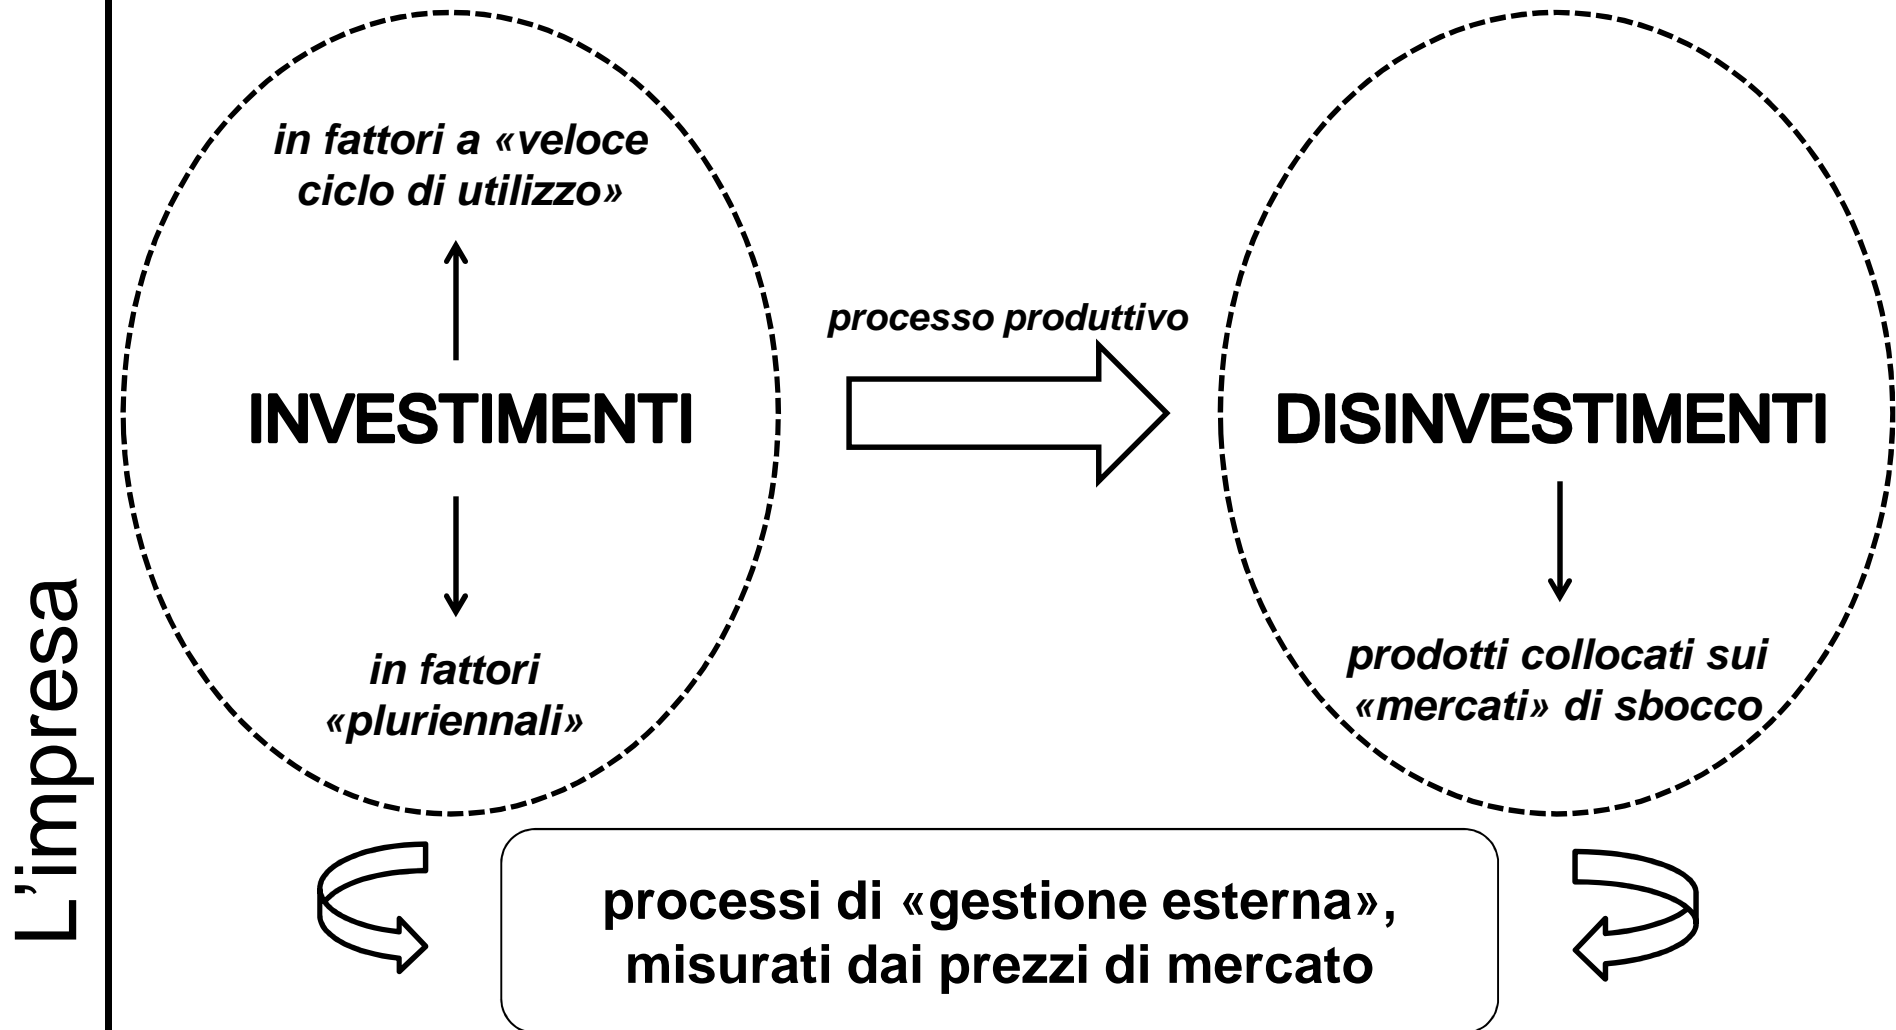 L’impresa
in fattori a «veloce
ciclo di utilizzo»
INVESTIMENTI
in fattori
«pluriennali»
processo produttivo
DISINVESTIMENTI
prodotti collocati sui
«mercati» di sbocco
processi di «gestione esterna»,
misurati dai prezzi di mercato